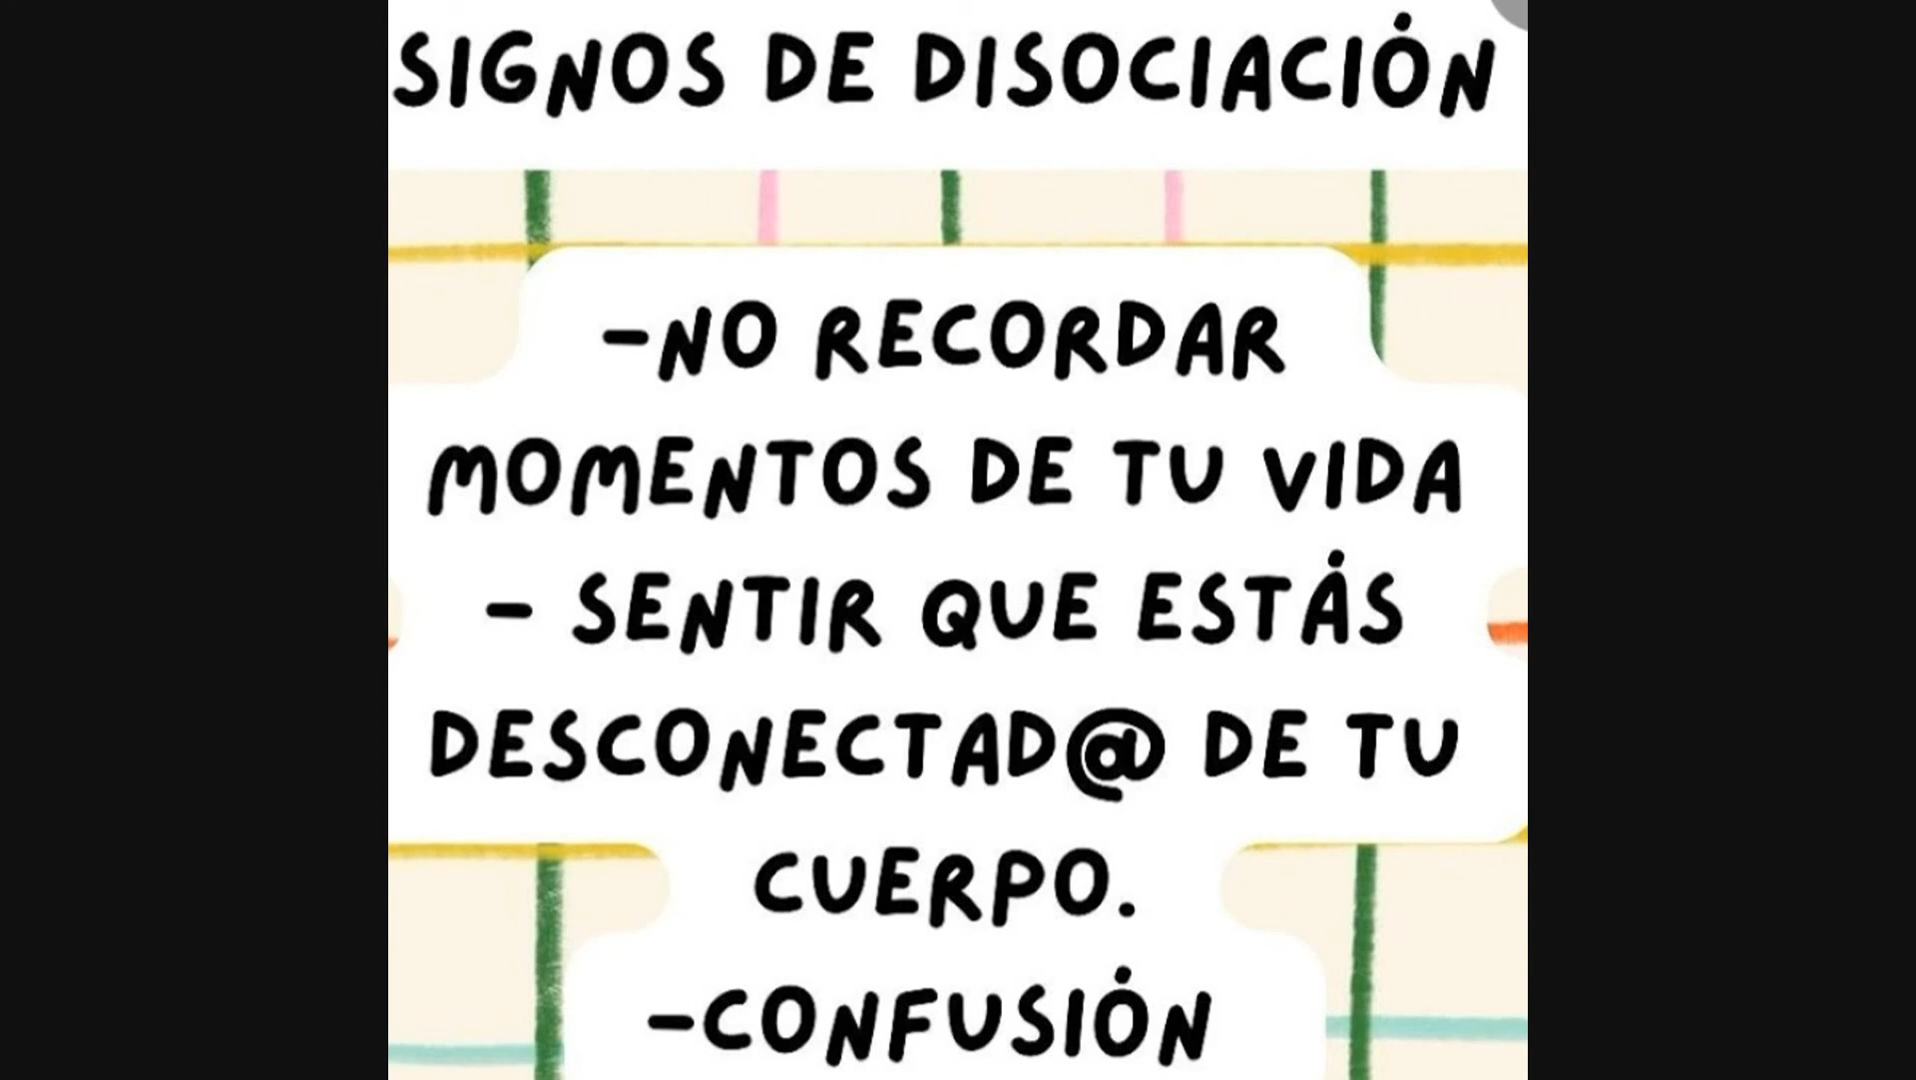 SIGNOS DE DISOCIACIÓN
-NO RECORDAR
MOMENTOS DE TU VIDA
- SENTIR QUE ESTÁS
DESCONECTAD@ DE TU
CUERPO.
-CONFUSIÓN